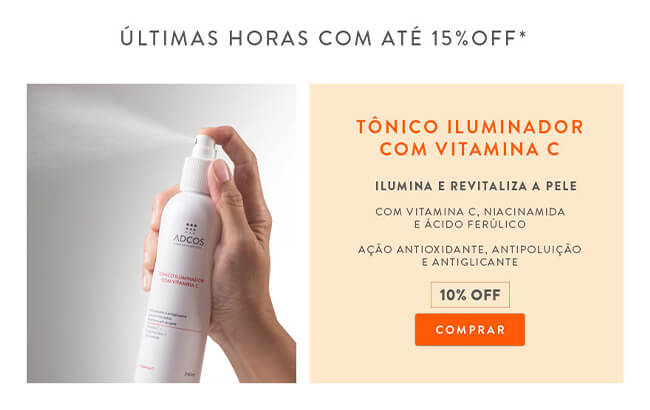 ÚLTIMAS HORAS COM ATÉ 15%OFF*
ADCOS
TÔNICO ILUMINADOR
COM VITAMINA C
TÔNICO ILUMINADOR
COM VITAMINA C
ILUMINA E REVITALIZA A PELE
COM VITAMINA C, NIACINAMIDA
E ÁCIDO FERÚLICO
AÇÃO ANTIOXIDANTE, ANTIPOLUIÇÃO
E ANTIGLICANTE
10% OFF
COMPRAR